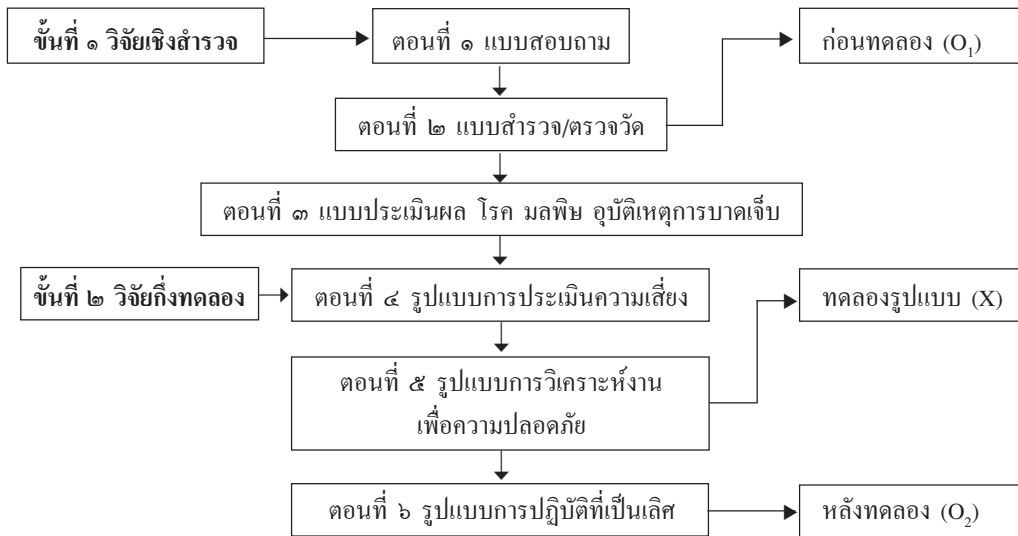 ขั้นที่ ๑ วิจัยเชิงสำรวจ
ตอนที่ ๑ แบบสอบถาม
ก่อนทดลอง (O₁)
ตอนที่ ๒ แบบสำรวจ/ตรวจวัด
ตอนที่ ๓ แบบประเมินผล โรค มลพิษ อุบัติเหตุการบาดเจ็บ
ขั้นที่ ๒ วิจัยกึ่งทดลอง
ตอนที่ ๔ รูปแบบการประเมินความเสี่ยง
ทดลองรูปแบบ (X)
ตอนที่ ๕ รูปแบบการวิเคราะห์งาน
เพื่อความปลอดภัย
ตอนที่ ๖ รูปแบบการปฏิบัติที่เป็นเลิศ
หลังทดลอง (O₂)